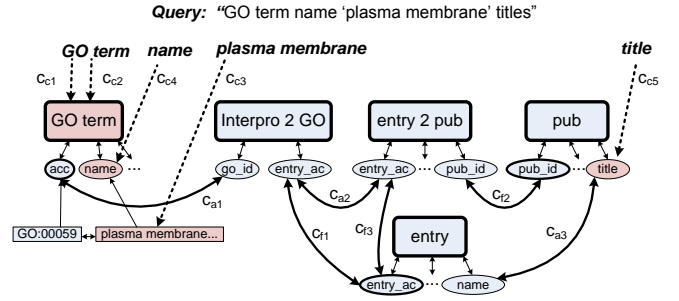 Query: “GO term name ‘plasma membrane’ titles”
GO term name plasma membrane title
cc1 cc2 cc4 cc3 cc5
GO term Interpro 2 GO entry 2 pub pub
acc name ... go_id entry_ac entry_ac ... pub_id pub_id ... title
ca1 ca2 cf2
GO:00059 plasma membrane... cf1 cf3 entry ca3
entry_ac ... name